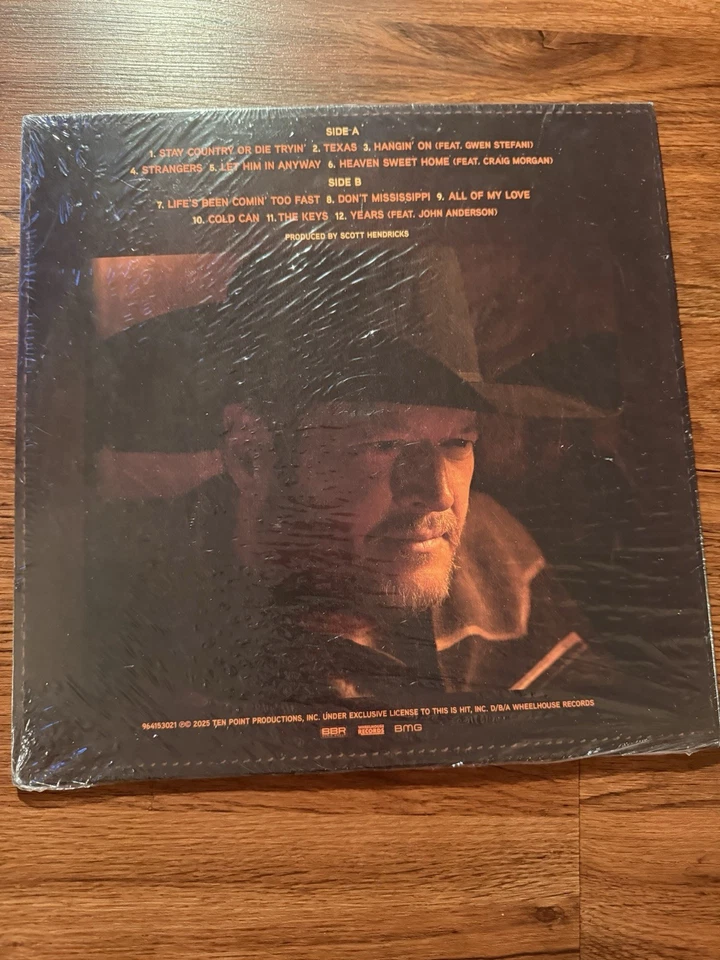 SIDE A
1. STAY COUNTRY OR DIE TRYIN' 2. TEXAS 3. HANGIN' ON (FEAT. GWEN STEFANI)
4. STRANGERS 5. LET HIM IN ANYWAY 6. HEAVEN SWEET HOME (FEAT. CRAIG MORGAN)
SIDE B
7. LIFE'S BEEN COMIN' TOO FAST 8. DON'T MISSISSIPPI 9. ALL OF MY LOVE
10. COLD CAN 11. THE KEYS 12. YEARS (FEAT. JOHN ANDERSON)
PRODUCED BY SCOTT HENDRICKS
964153021 ℗© 2025 TEN POINT PRODUCTIONS, INC. UNDER EXCLUSIVE LICENSE TO THIS IS HIT, INC. D/B/A WHEELHOUSE RECORDS
BBR RECORDS BMG